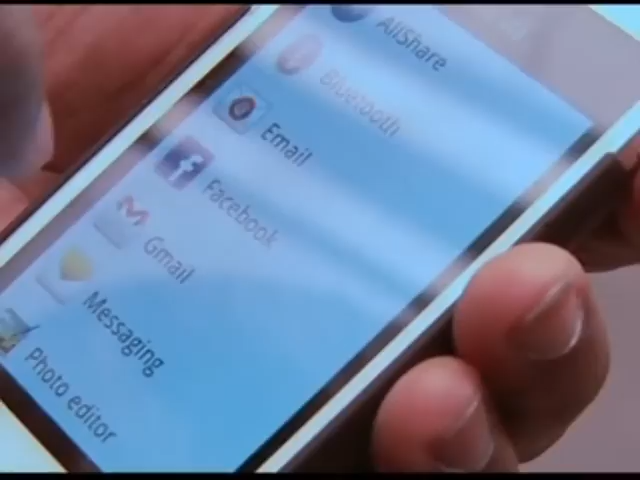 AllShare
Bluetooth
Email
Facebook
Gmail
Messaging
Photo editor